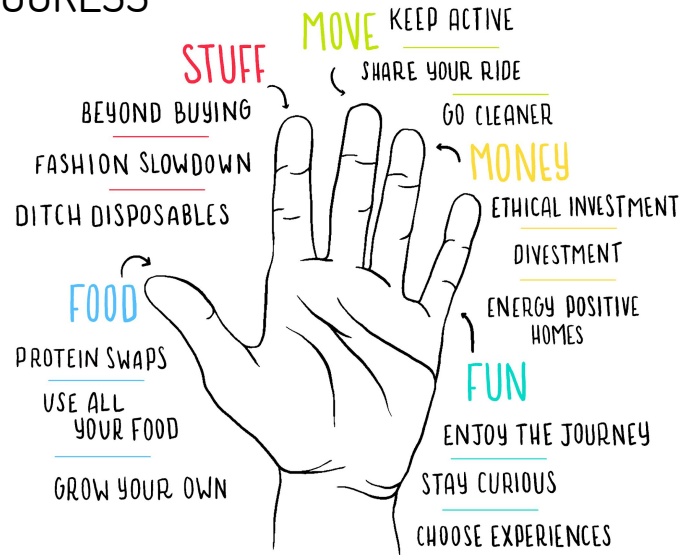 MOVE
KEEP ACTIVE
SHARE YOUR RIDE
GO CLEANER
STUFF
BEYOND BUYING
FASHION SLOWDOWN
DITCH DISPOSABLES
MONEY
ETHICAL INVESTMENT
DIVESTMENT
ENERGY POSITIVE
HOMES
FOOD
PROTEIN SWAPS
USE ALL
YOUR FOOD
GROW YOUR OWN
FUN
ENJOY THE JOURNEY
STAY CURIOUS
CHOOSE EXPERIENCES